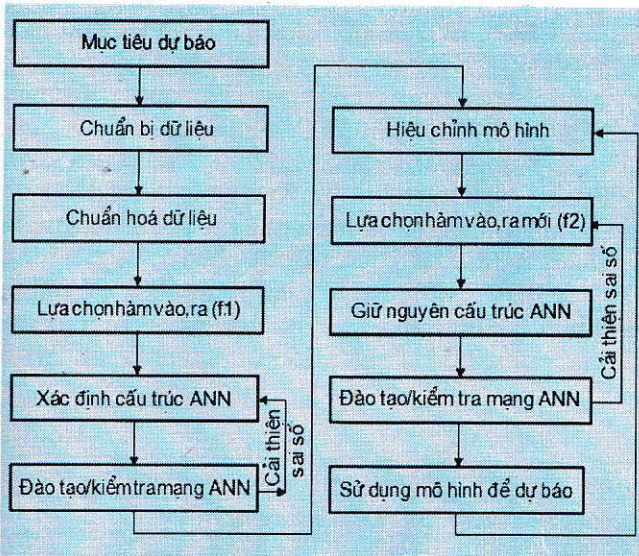 Mục tiêu dự báo
Chuẩn bị dữ liệu
Chuẩn hoá dữ liệu
Lựa chọn hàm vào, ra (f1)
Xác định cấu trúc ANN
Đào tạo/kiểm tra mạng ANN
Cải thiện
sai số
Hiệu chỉnh mô hình
Lựa chọn hàm vào, ra mới (f2)
Giữ nguyên cấu trúc ANN
Đào tạo/kiểm tra mạng ANN
Sử dụng mô hình để dự báo
Cải thiện sai số